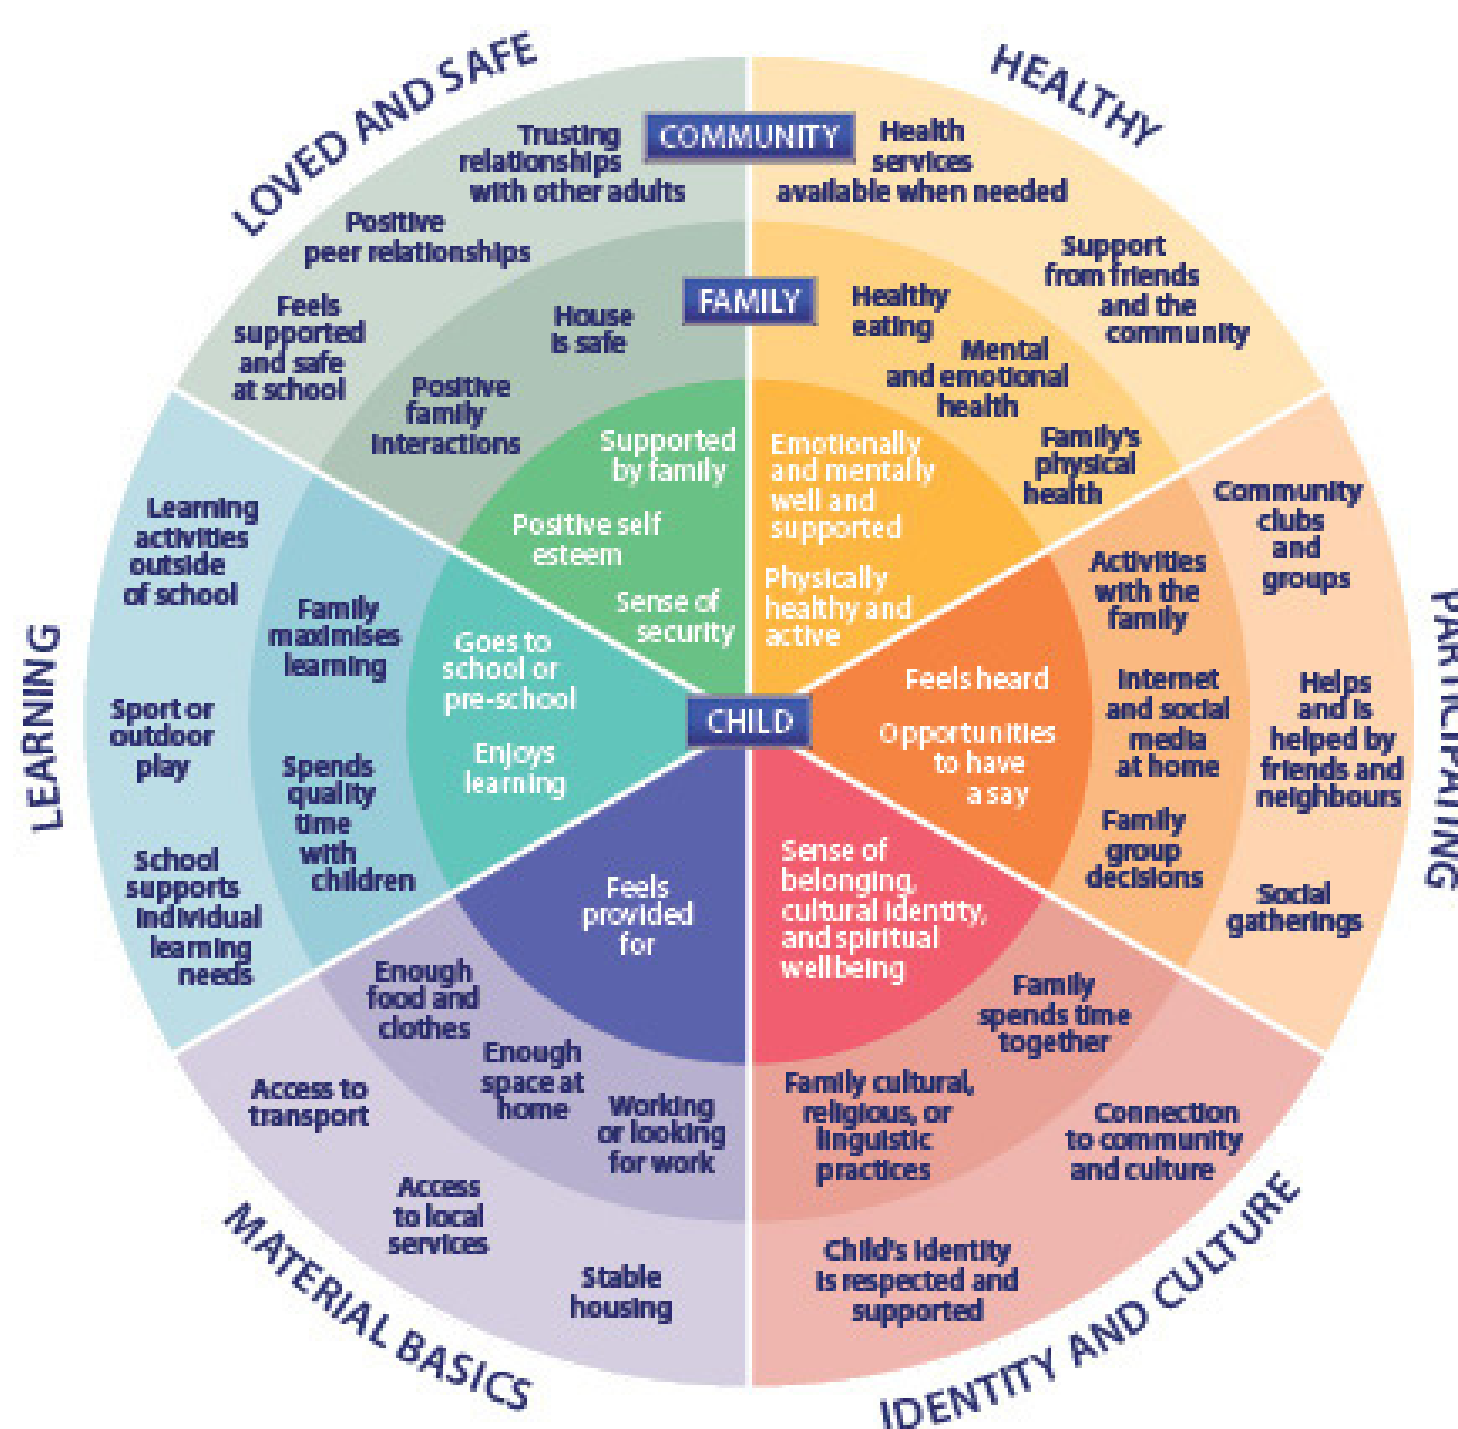 LOVED AND SAFE
HEALTHY
PARTICIPATING
IDENTITY AND CULTURE
MATERIAL BASICS
LEARNING
COMMUNITY
FAMILY
CHILD
Trusting
relationships
with other adults
Positive
peer relationships
Feels
supported
and safe
at school
House
is safe
Positive
family
interactions
Supported
by family
Positive self
esteem
Sense of
security
Health
services
available when needed
Support
from friends
and the
community
Healthy
eating
Mental
and emotional
health
Family's
physical
health
Emotionally
and mentally
well and
supported
Physically
healthy and
active
Community
clubs
and
groups
Helps
and is
helped by
friends and
neighbours
Social
gatherings
Activities
with the
family
Internet
and social
media
at home
Family
group
decisions
Feels heard
Opportunities
to have
a say
Sense of
belonging,
cultural identity,
and spiritual
wellbeing
Family
spends time
together
Family cultural,
religious, or
linguistic
practices
Connection
to community
and culture
Child's identity
is respected and
supported
Feels
provided
for
Enough
food and
clothes
Enough
space at
home
Working
or looking
for work
Access to
transport
Access
to local
services
Stable
housing
Goes to
school or
pre-school
Enjoys
learning
Family
maximises
learning
Spends
quality
time
with
children
Learning
activities
outside
of school
Sport or
outdoor
play
School
supports
individual
learning
needs